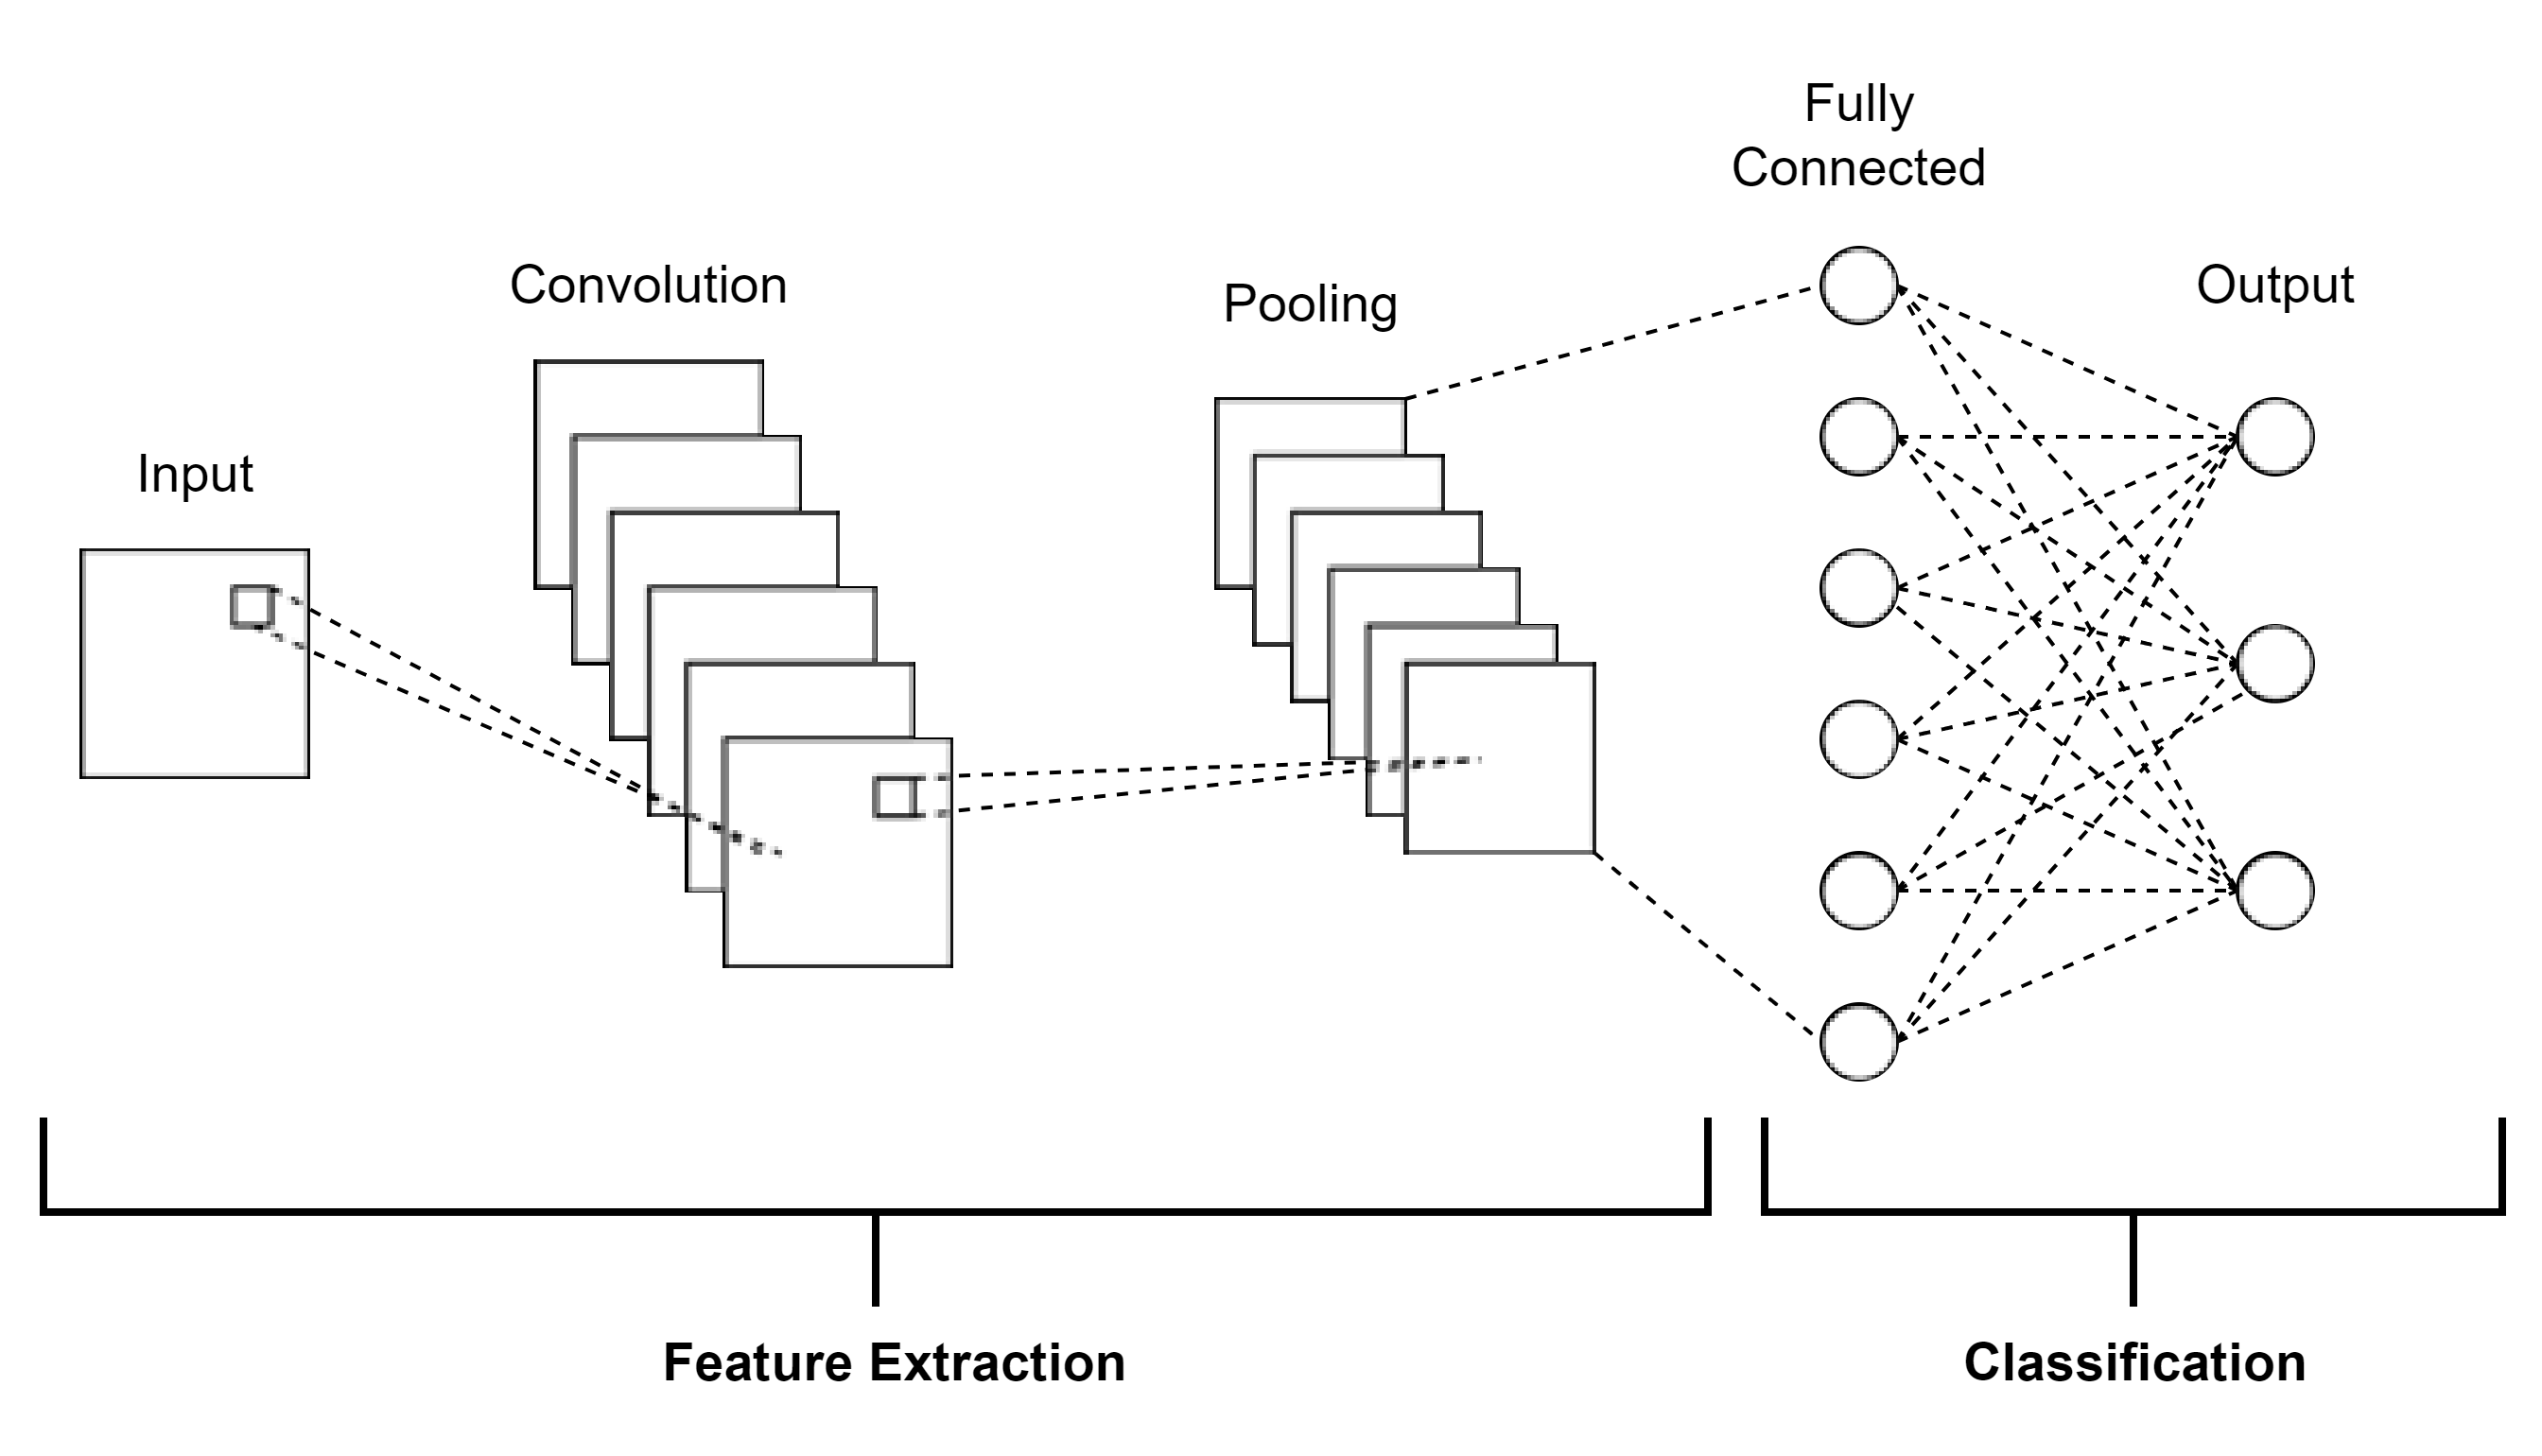 Input
Convolution
Pooling
Fully
Connected
Output
Feature Extraction
Classification